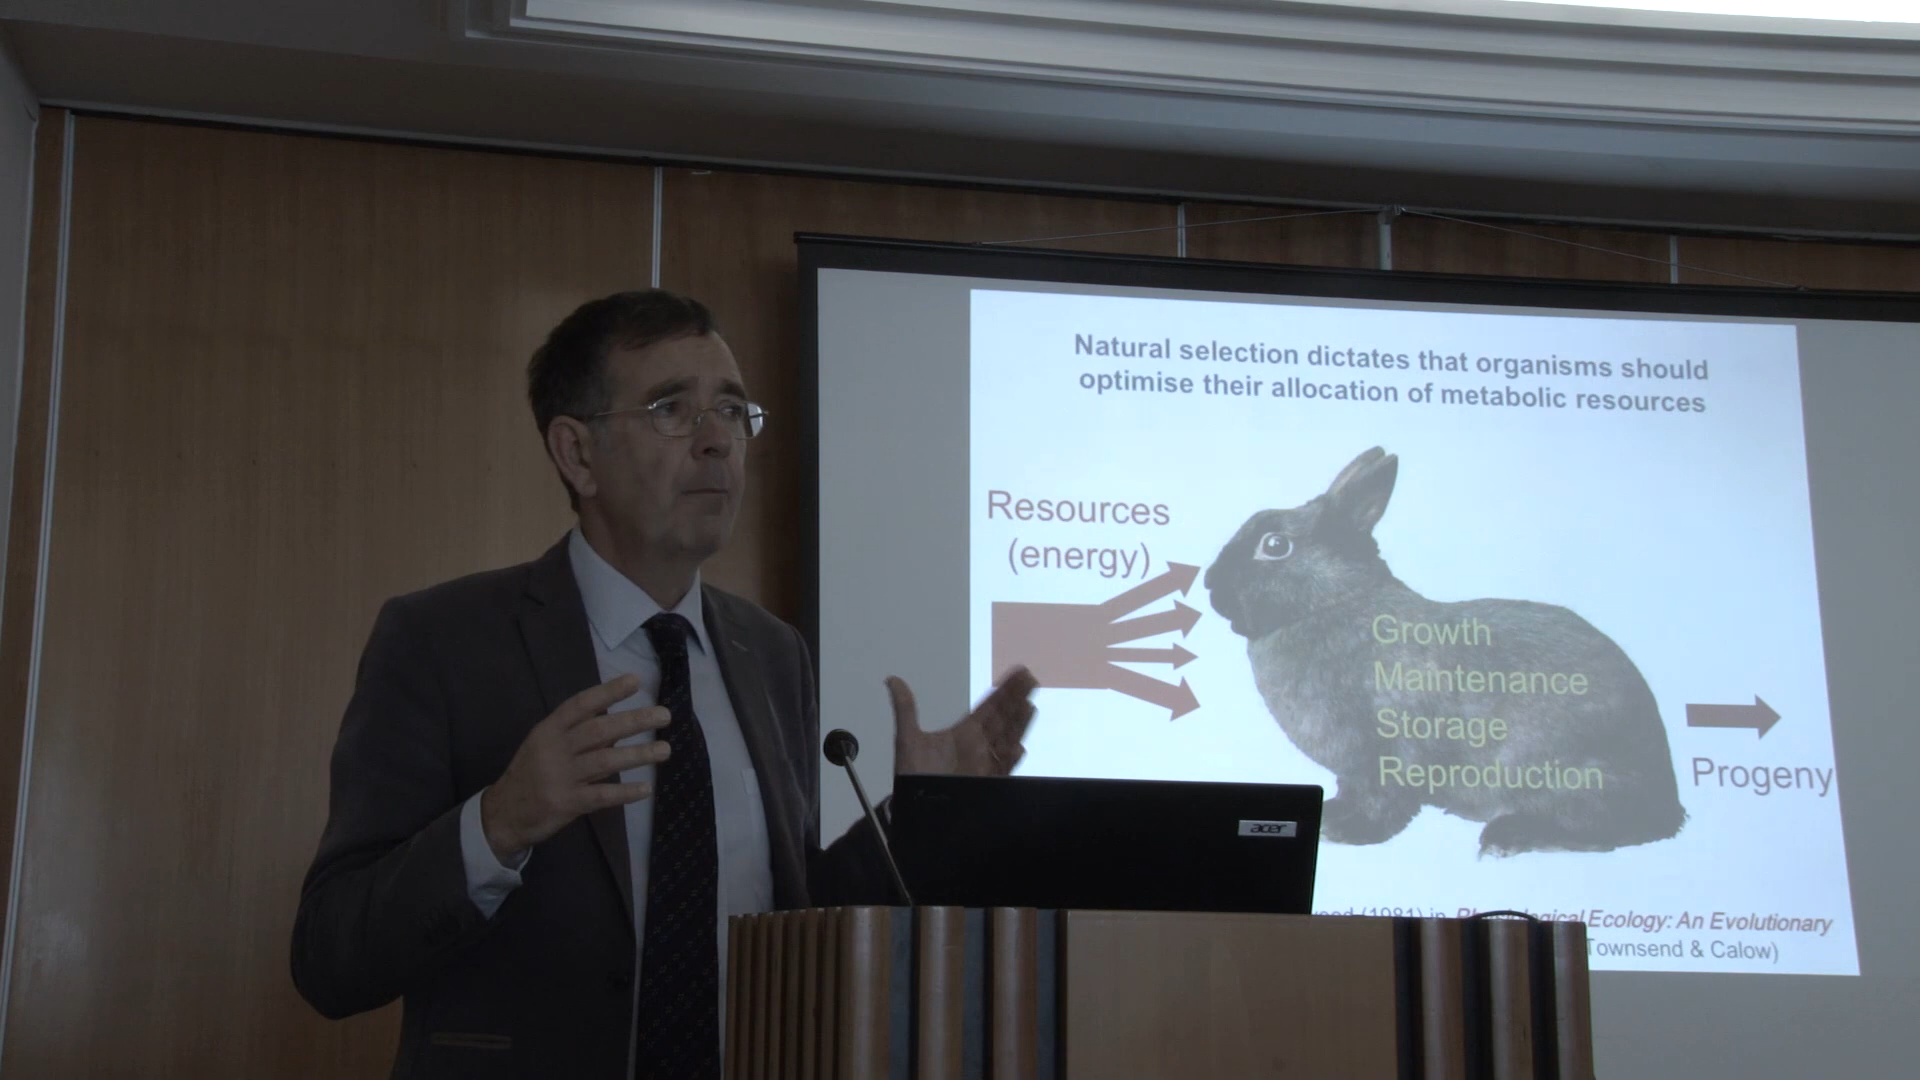 Natural selection dictates that organisms should
optimise their allocation of metabolic resources
Resources
(energy)
Growth
Maintenance
Storage
Reproduction
Progeny
acer
(1981) in Physiological Ecology: An Evolutionary
Townsend & Calow)